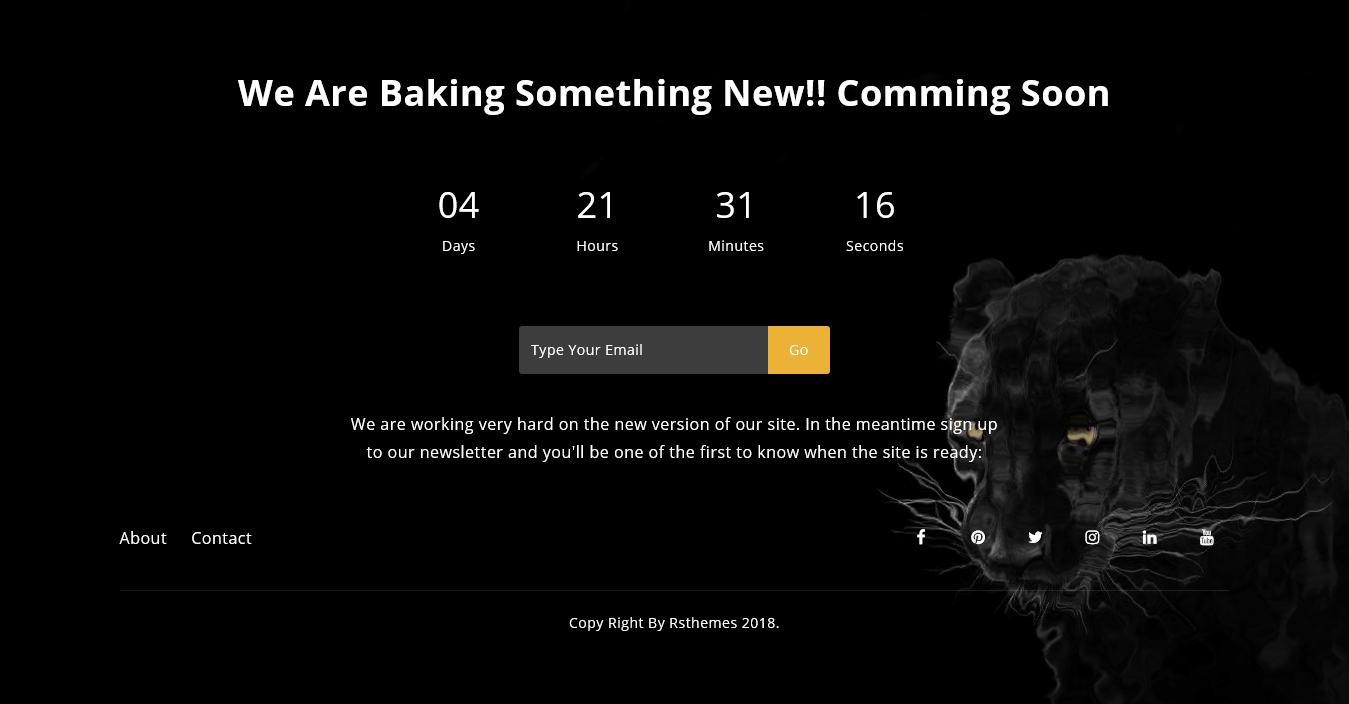 We Are Baking Something New!! Comming Soon
04 21 31 16
Days Hours Minutes Seconds
Type Your Email Go
We are working very hard on the new version of our site. In the meantime sign up
to our newsletter and you'll be one of the first to know when the site is ready:
About Contact
You Tube
Copy Right By Rsthemes 2018.